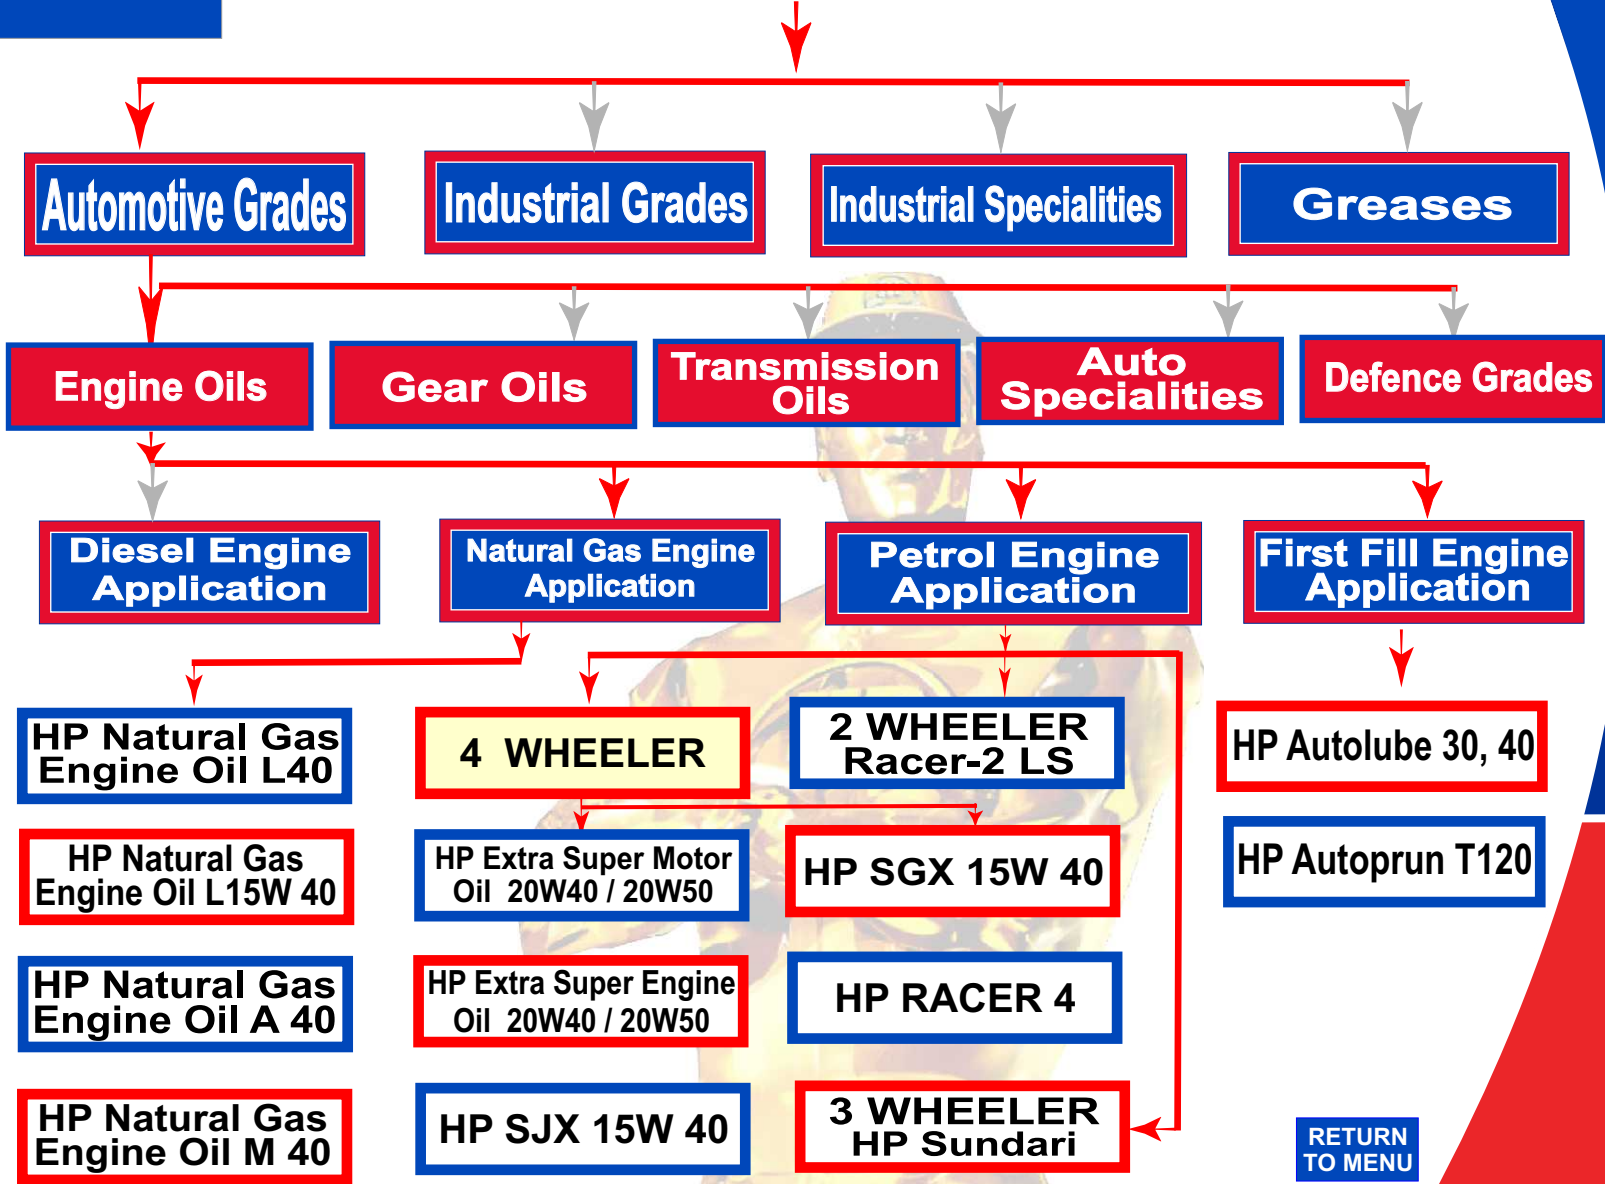 Automotive Grades
Industrial Grades
Industrial Specialities
Greases
Engine Oils
Gear Oils
Transmission
Oils
Auto
Specialities
Defence Grades
Diesel Engine
Application
Natural Gas Engine
Application
Petrol Engine
Application
First Fill Engine
Application
HP Natural Gas
Engine Oil L40
4 WHEELER
2 WHEELER
Racer-2 LS
HP Autolube 30, 40
HP Natural Gas
Engine Oil L15W 40
HP Extra Super Motor
Oil 20W40 / 20W50
HP SGX 15W 40
HP Autoprun T120
HP Natural Gas
Engine Oil A 40
HP Extra Super Engine
Oil 20W40 / 20W50
HP RACER 4
HP Natural Gas
Engine Oil M 40
HP SJX 15W 40
3 WHEELER
HP Sundari
RETURN
TO MENU